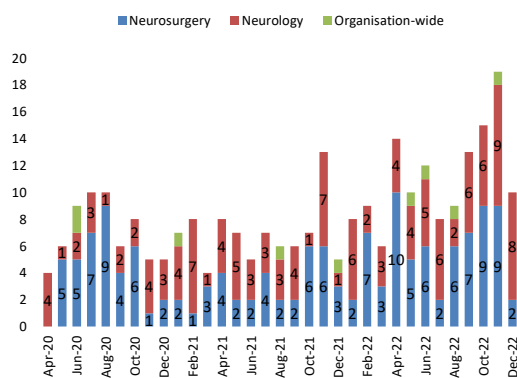 Neurosurgery Neurology Organisation-wide
20
18
16
14
12
10
8
6
4
2
0
4 1 2 3 1 2 2 4 3 4 7 1 4 5 3 3 3 4 1 7 1 6 2 3 4 4 5 6 2 6 6 9 8
5 5 7 9 4 6 1 2 2 1 3 4 2 2 4 2 2 6 6 3 2 7 3 10 5 6 2 6 7 9 9 2
Apr-20 Jun-20 Aug-20 Oct-20 Dec-20 Feb-21 Apr-21 Jun-21 Aug-21 Oct-21 Dec-21 Feb-22 Apr-22 Jun-22 Aug-22 Oct-22 Dec-22